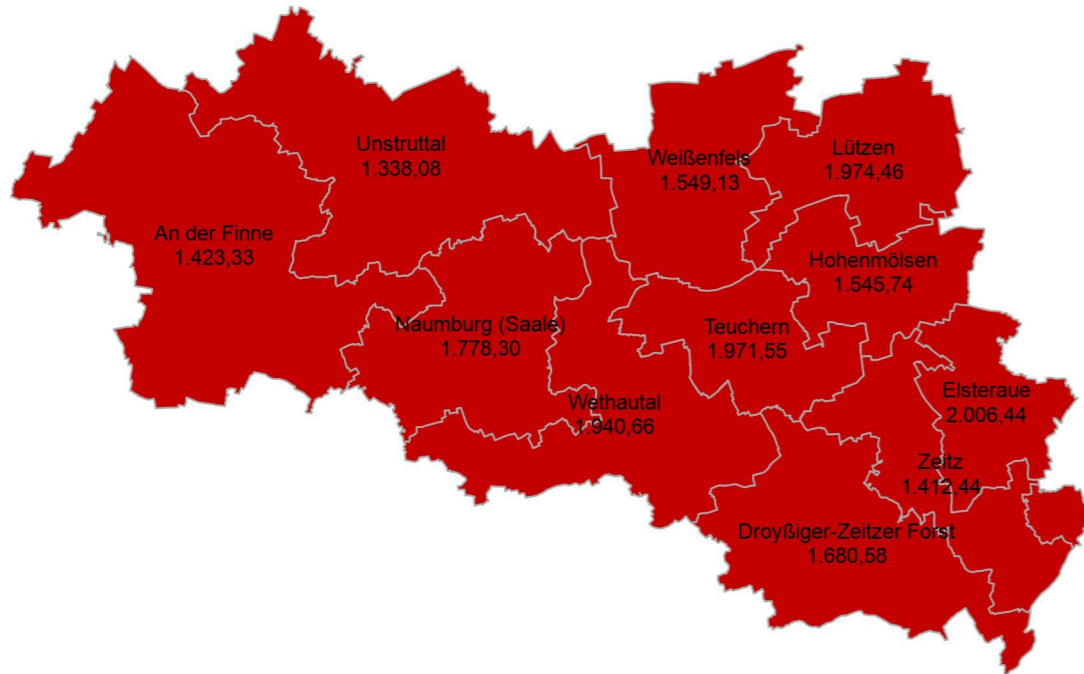 Unstruttal
1.338,08
Weißenfels
1.549,13
Lützen
1.974,46
An der Finne
1.423,33
Hohenmölsen
1.545,74
Naumburg (Saale)
1.778,30
Teuchern
1.971,55
Wethautal
1.940,66
Elsteraue
2.006,44
Zeitz
1.412,44
Droyßiger-Zeitzer Forst
1.680,58